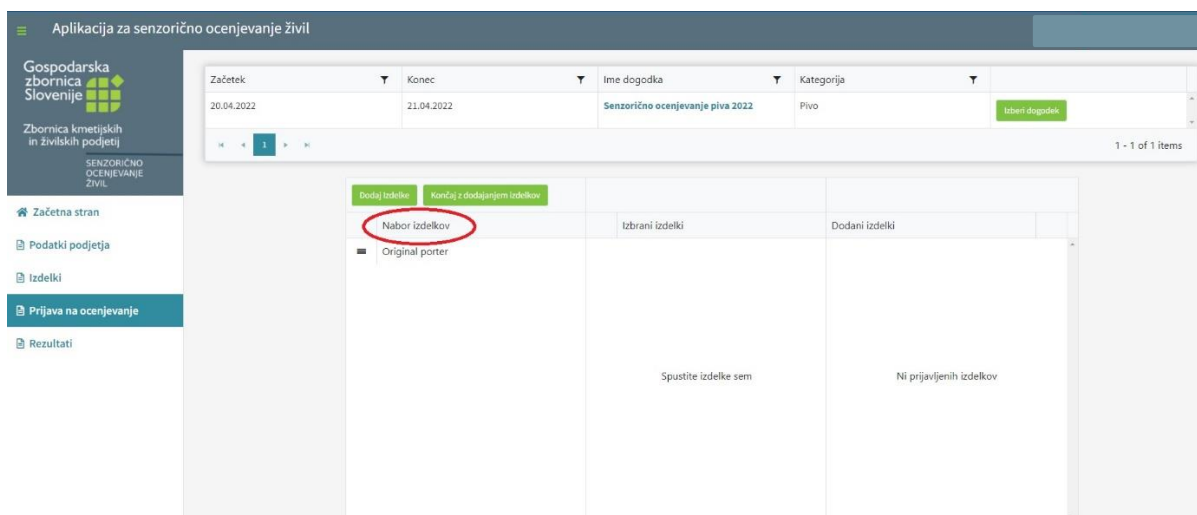 Aplikacija za senzorično ocenjevanje živil
Gospodarska
zbornica
Slovenije
Zbornica kmetijskih
in živilskih podjetij
SENZORIČNO
OCENJEVANJE
ŽIVIL
Začetna stran
Podatki podjetja
Izdelki
Prijava na ocenjevanje
Rezultati
Začetek Konec Ime dogodka Kategorija
20.04.2022 21.04.2022 Senzorično ocenjevanje piva 2022 Pivo Izberi dogodek
1 1 - 1 of 1 items
Dodaj Izdelke Končaj z dodajanjem izdelkov
Nabor izdelkov Izbrani izdelki Dodani izdelki
Original porter
Spustite izdelke sem Ni prijavljenih izdelkov